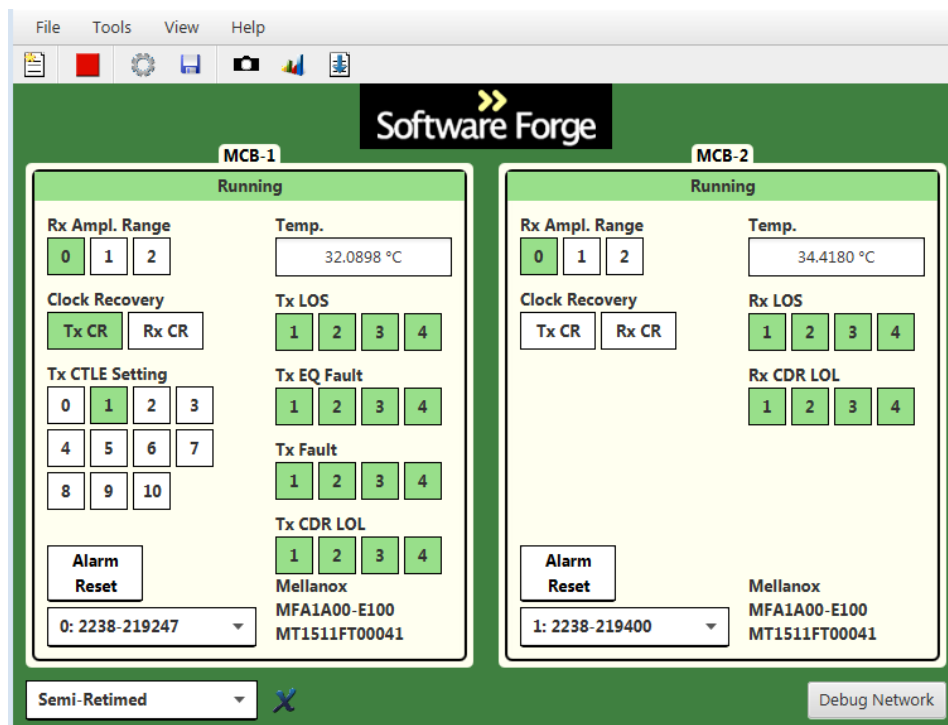 File Tools View Help
Software Forge
MCB-1
Running
Rx Ampl. Range
0 1 2
Clock Recovery
Tx CR Rx CR
Tx CTLE Setting
0 1 2 3
4 5 6 7
8 9 10
Alarm
Reset
0: 2238-219247
Temp.
32.0898 °C
Tx LOS
1 2 3 4
Tx EQ Fault
1 2 3 4
Tx Fault
1 2 3 4
Tx CDR LOL
1 2 3 4
Mellanox
MFA1A00-E100
MT1511FT00041
MCB-2
Running
Rx Ampl. Range
0 1 2
Clock Recovery
Tx CR Rx CR
Alarm
Reset
1: 2238-219400
Temp.
34.4180 °C
Rx LOS
1 2 3 4
Rx CDR LOL
1 2 3 4
Mellanox
MFA1A00-E100
MT1511FT00041
Semi-Retimed
Debug Network